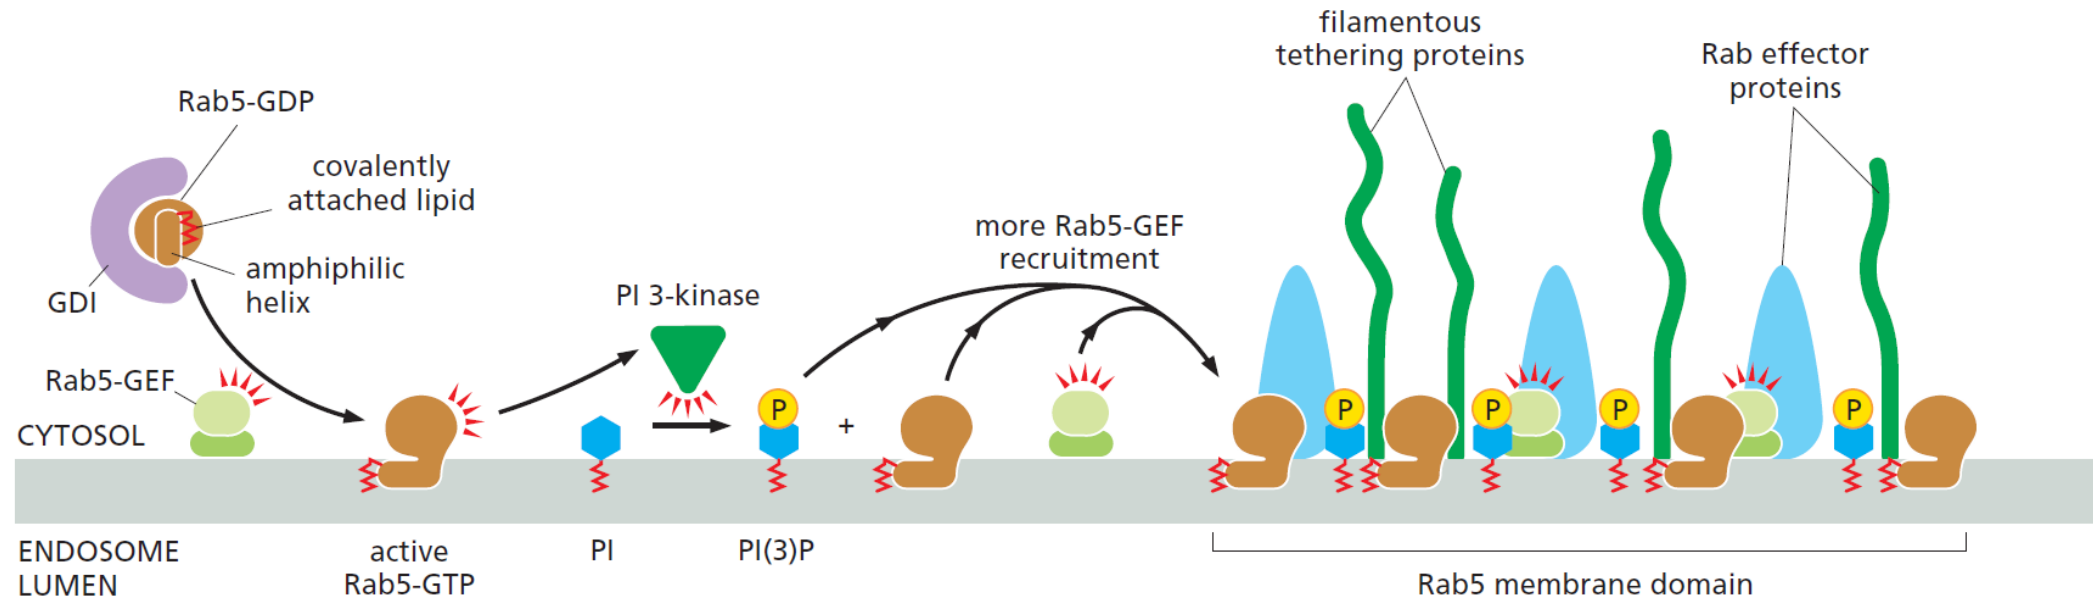 filamentous
tethering proteins
Rab effector
proteins
Rab5-GDP
covalently
attached lipid
amphiphilic
helix
GDI
more Rab5-GEF
recruitment
PI 3-kinase
Rab5-GEF
CYTOSOL
P
+
P
P
P
P
ENDOSOME
LUMEN
active
Rab5-GTP
PI
PI(3)P
Rab5 membrane domain